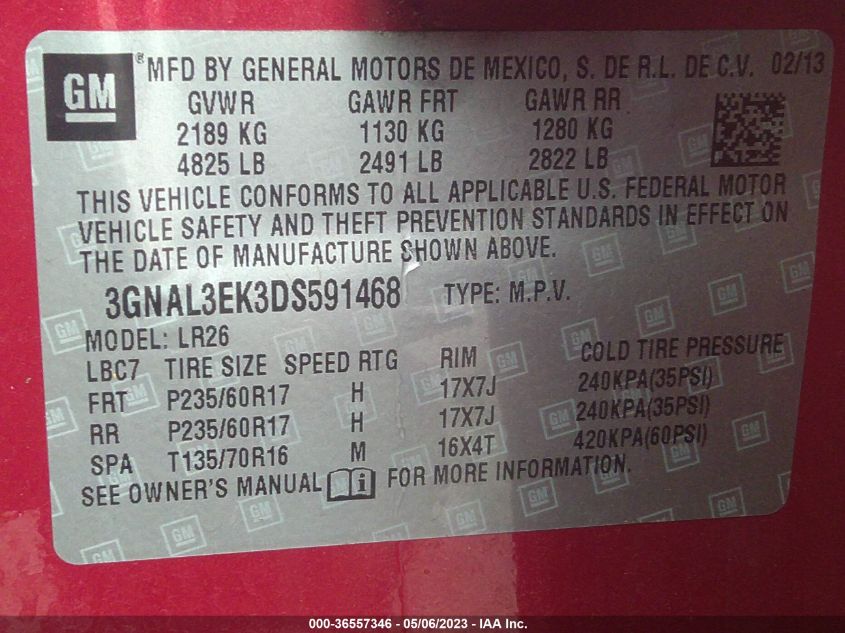 GM ® MFD BY GENERAL MOTORS DE MEXICO, S. DE R.L. DE C.V. 02/13
GVWR GAWR FRT GAWR RR
2189 KG 1130 KG 1280 KG
4825 LB 2491 LB 2822 LB
THIS VEHICLE CONFORMS TO ALL APPLICABLE U.S. FEDERAL MOTOR
VEHICLE SAFETY AND THEFT PREVENTION STANDARDS IN EFFECT ON
THE DATE OF MANUFACTURE SHOWN ABOVE.
3GNAL3EK3DS591468 TYPE: M.P.V.
MODEL: LR26
LBC7 TIRE SIZE SPEED RTG RIM COLD TIRE PRESSURE
FRT P235/60R17 H 17X7J 240KPA(35PSI)
RR P235/60R17 H 17X7J 240KPA(35PSI)
SPA T135/70R16 M 16X4T 420KPA(60PSI)
SEE OWNER'S MANUAL i FOR MORE INFORMATION.
000-36557346 - 05/06/2023 - IAA Inc.